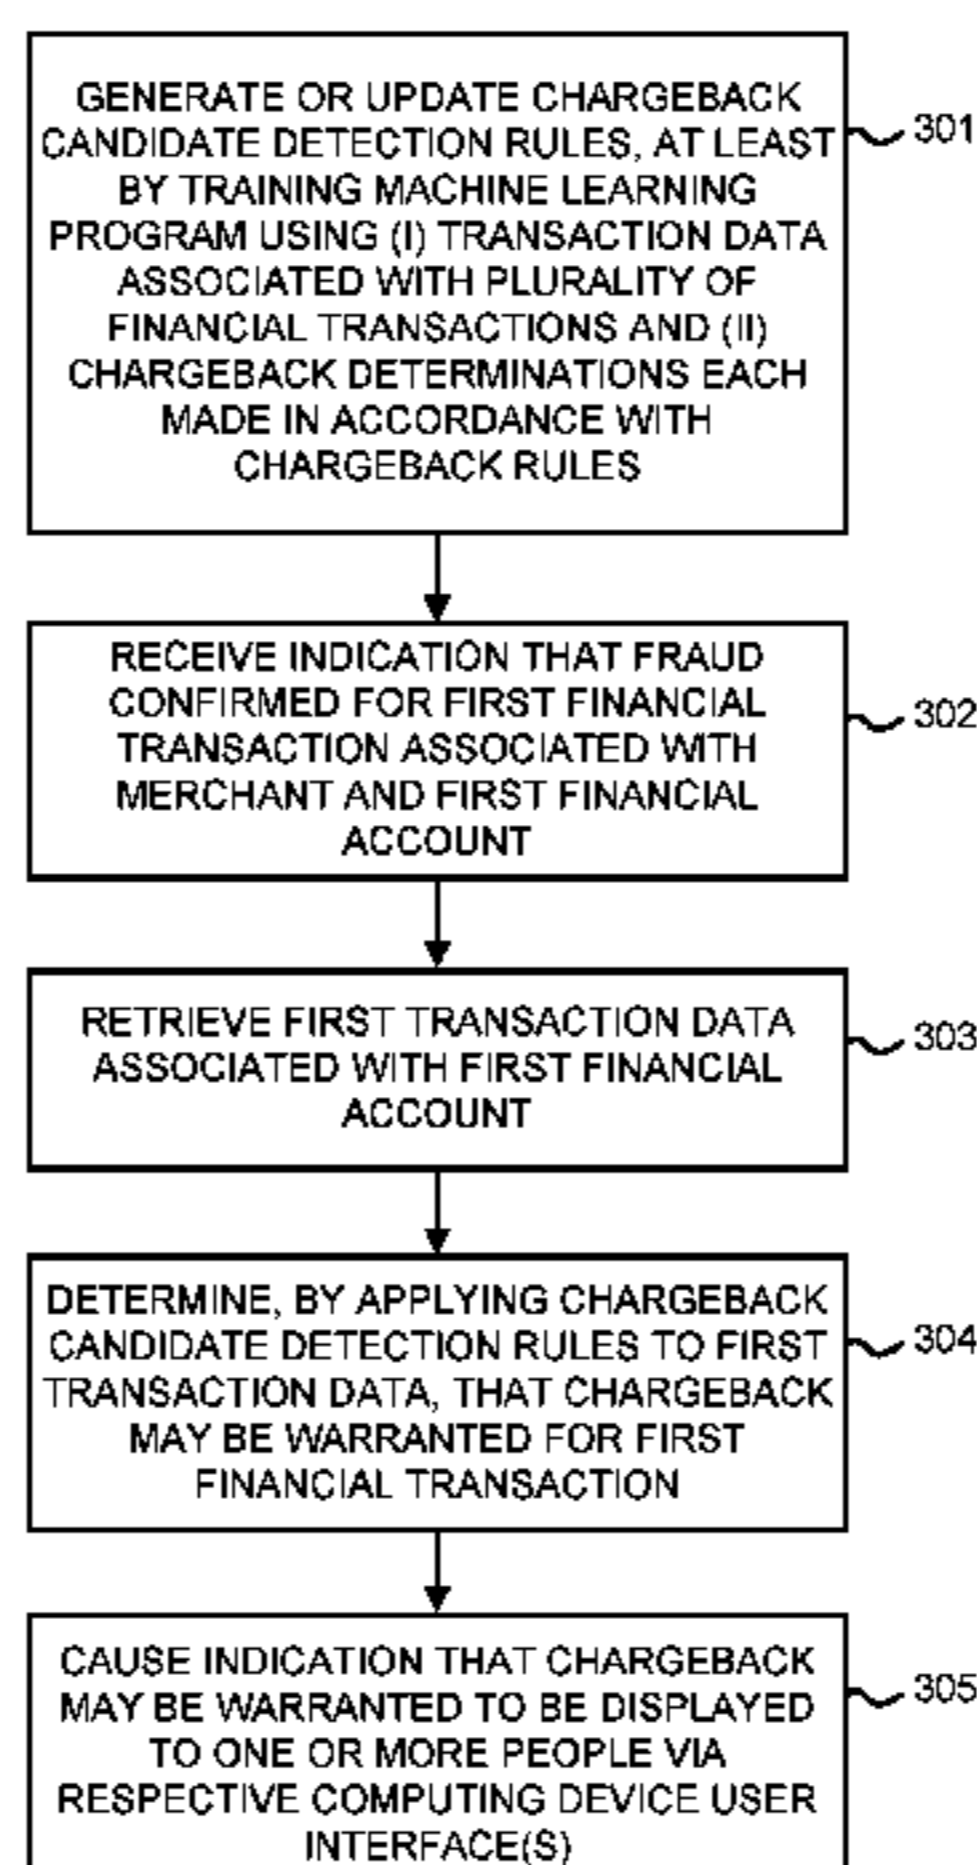 GENERATE OR UPDATE CHARGEBACK
CANDIDATE DETECTION RULES, AT LEAST
BY TRAINING MACHINE LEARNING
PROGRAM USING (I) TRANSACTION DATA
ASSOCIATED WITH PLURALITY OF
FINANCIAL TRANSACTIONS AND (II)
CHARGEBACK DETERMINATIONS EACH
MADE IN ACCORDANCE WITH
CHARGEBACK RULES
301
RECEIVE INDICATION THAT FRAUD
CONFIRMED FOR FIRST FINANCIAL
TRANSACTION ASSOCIATED WITH
MERCHANT AND FIRST FINANCIAL
ACCOUNT
302
RETRIEVE FIRST TRANSACTION DATA
ASSOCIATED WITH FIRST FINANCIAL
ACCOUNT
303
DETERMINE, BY APPLYING CHARGEBACK
CANDIDATE DETECTION RULES TO FIRST
TRANSACTION DATA, THAT CHARGEBACK
MAY BE WARRANTED FOR FIRST
FINANCIAL TRANSACTION
304
CAUSE INDICATION THAT CHARGEBACK
MAY BE WARRANTED TO BE DISPLAYED
TO ONE OR MORE PEOPLE VIA
RESPECTIVE COMPUTING DEVICE USER
INTERFACE(S)
305